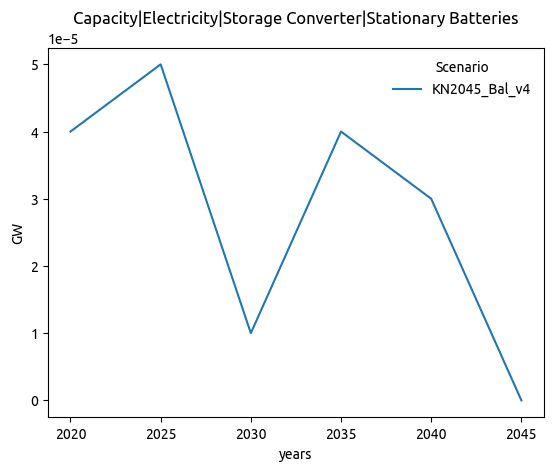 Capacity|Electricity|Storage Converter|Stationary Batteries
1e−5
Scenario
KN2045_Bal_v4
5
4
3
2
1
0
GW
2020 2025 2030 2035 2040 2045
years